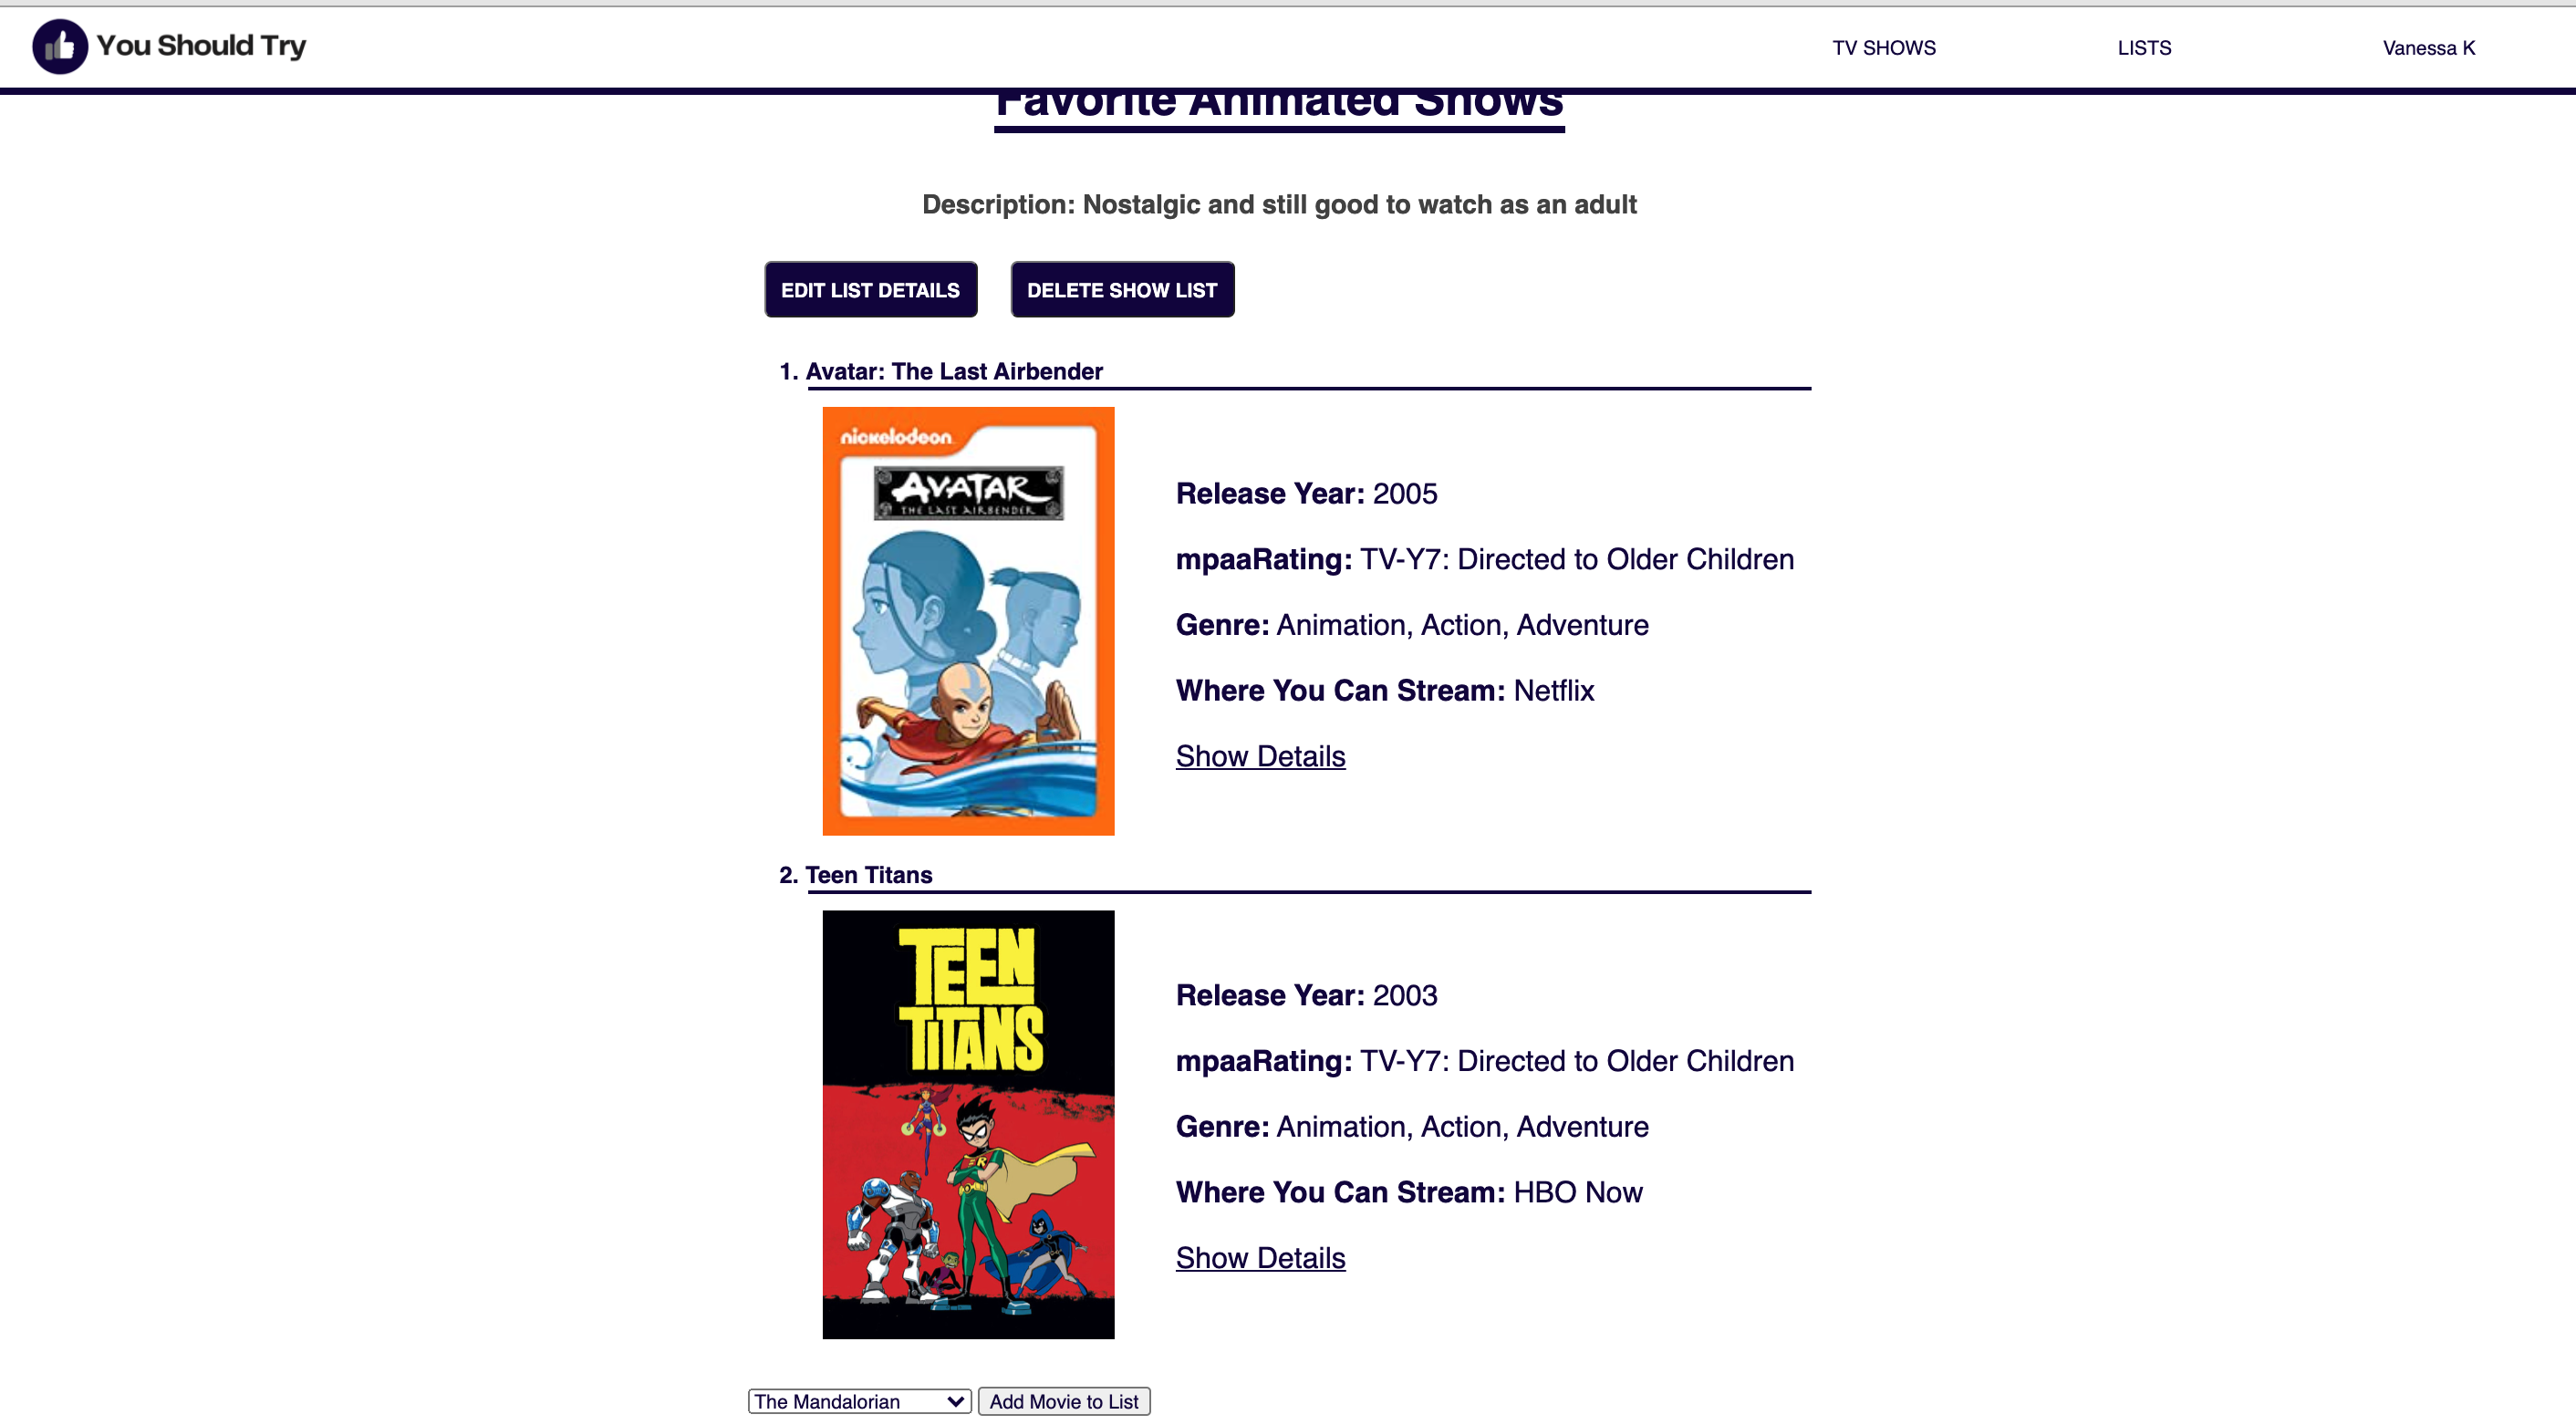 You Should Try
TV SHOWS
LISTS
Vanessa K
Favorite Animated Shows
Description: Nostalgic and still good to watch as an adult
EDIT LIST DETAILS
DELETE SHOW LIST
1. Avatar: The Last Airbender
nickelodeon
AVATAR
THE LAST AIRBENDER
Release Year: 2005
mpaaRating: TV-Y7: Directed to Older Children
Genre: Animation, Action, Adventure
Where You Can Stream: Netflix
Show Details
2. Teen Titans
TEEN
TITANS
R
Release Year: 2003
mpaaRating: TV-Y7: Directed to Older Children
Genre: Animation, Action, Adventure
Where You Can Stream: HBO Now
Show Details
The Mandalorian
Add Movie to List